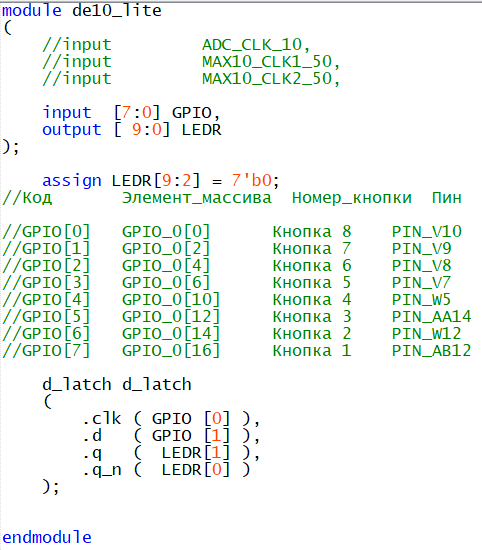 module de10_lite
(
    //input         ADC_CLK_10,
    //input         MAX10_CLK1_50,
    //input         MAX10_CLK2_50,
    input  [7:0] GPIO,
    output [ 9:0] LEDR
);
    assign LEDR[9:2] = 7'b0;
//Код       Элемент_массива  Номер_кнопки  Пин
//GPIO[0]   GPIO_0[0]      Кнопка 8    PIN_V10
//GPIO[1]   GPIO_0[2]      Кнопка 7    PIN_V9
//GPIO[2]   GPIO_0[4]      Кнопка 6    PIN_V8
//GPIO[3]   GPIO_0[6]      Кнопка 5    PIN_V7
//GPIO[4]   GPIO_0[10]     Кнопка 4    PIN_W5
//GPIO[5]   GPIO_0[12]     Кнопка 3    PIN_AA14
//GPIO[6]   GPIO_0[14]     Кнопка 2    PIN_W12
//GPIO[7]   GPIO_0[16]     Кнопка 1    PIN_AB12
    d_latch d_latch
    (
        .clk ( GPIO [0] ),
        .d   ( GPIO [1] ),
        .q   (  LEDR[1] ),
        .q_n (  LEDR[0] )
    );
endmodule